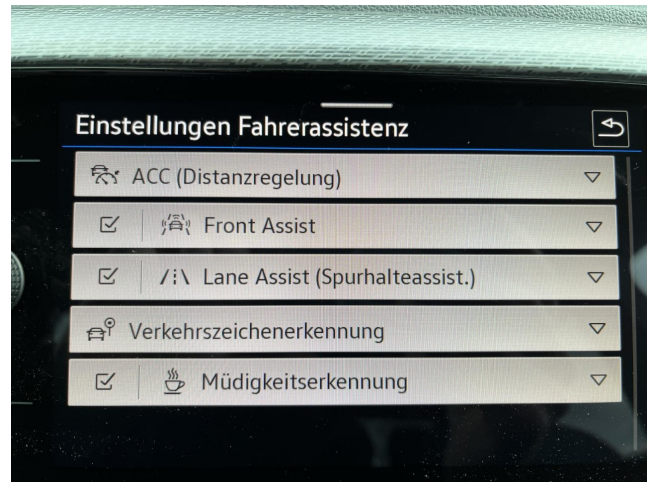 Einstellungen Fahrerassistenz
ACC (Distanzregelung)
Front Assist
Lane Assist (Spurhalteassist.)
Verkehrszeichenerkennung
Müdigkeitserkennung